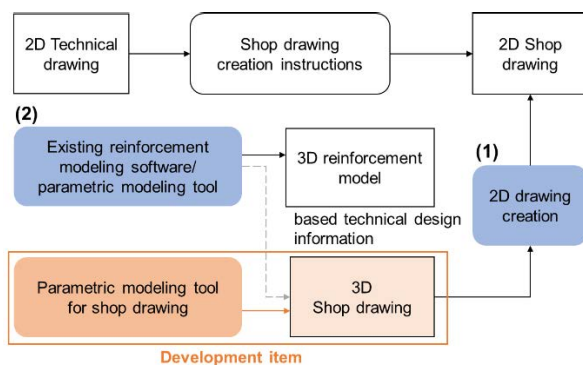 2D Technical
drawing
Shop drawing
creation instructions
2D Shop
drawing
(2)
Existing reinforcement
modeling software/
parametric modeling tool
3D reinforcement
model
based technical design
information
(1)
2D drawing
creation
Parametric modeling tool
for shop drawing
3D
Shop drawing
Development item